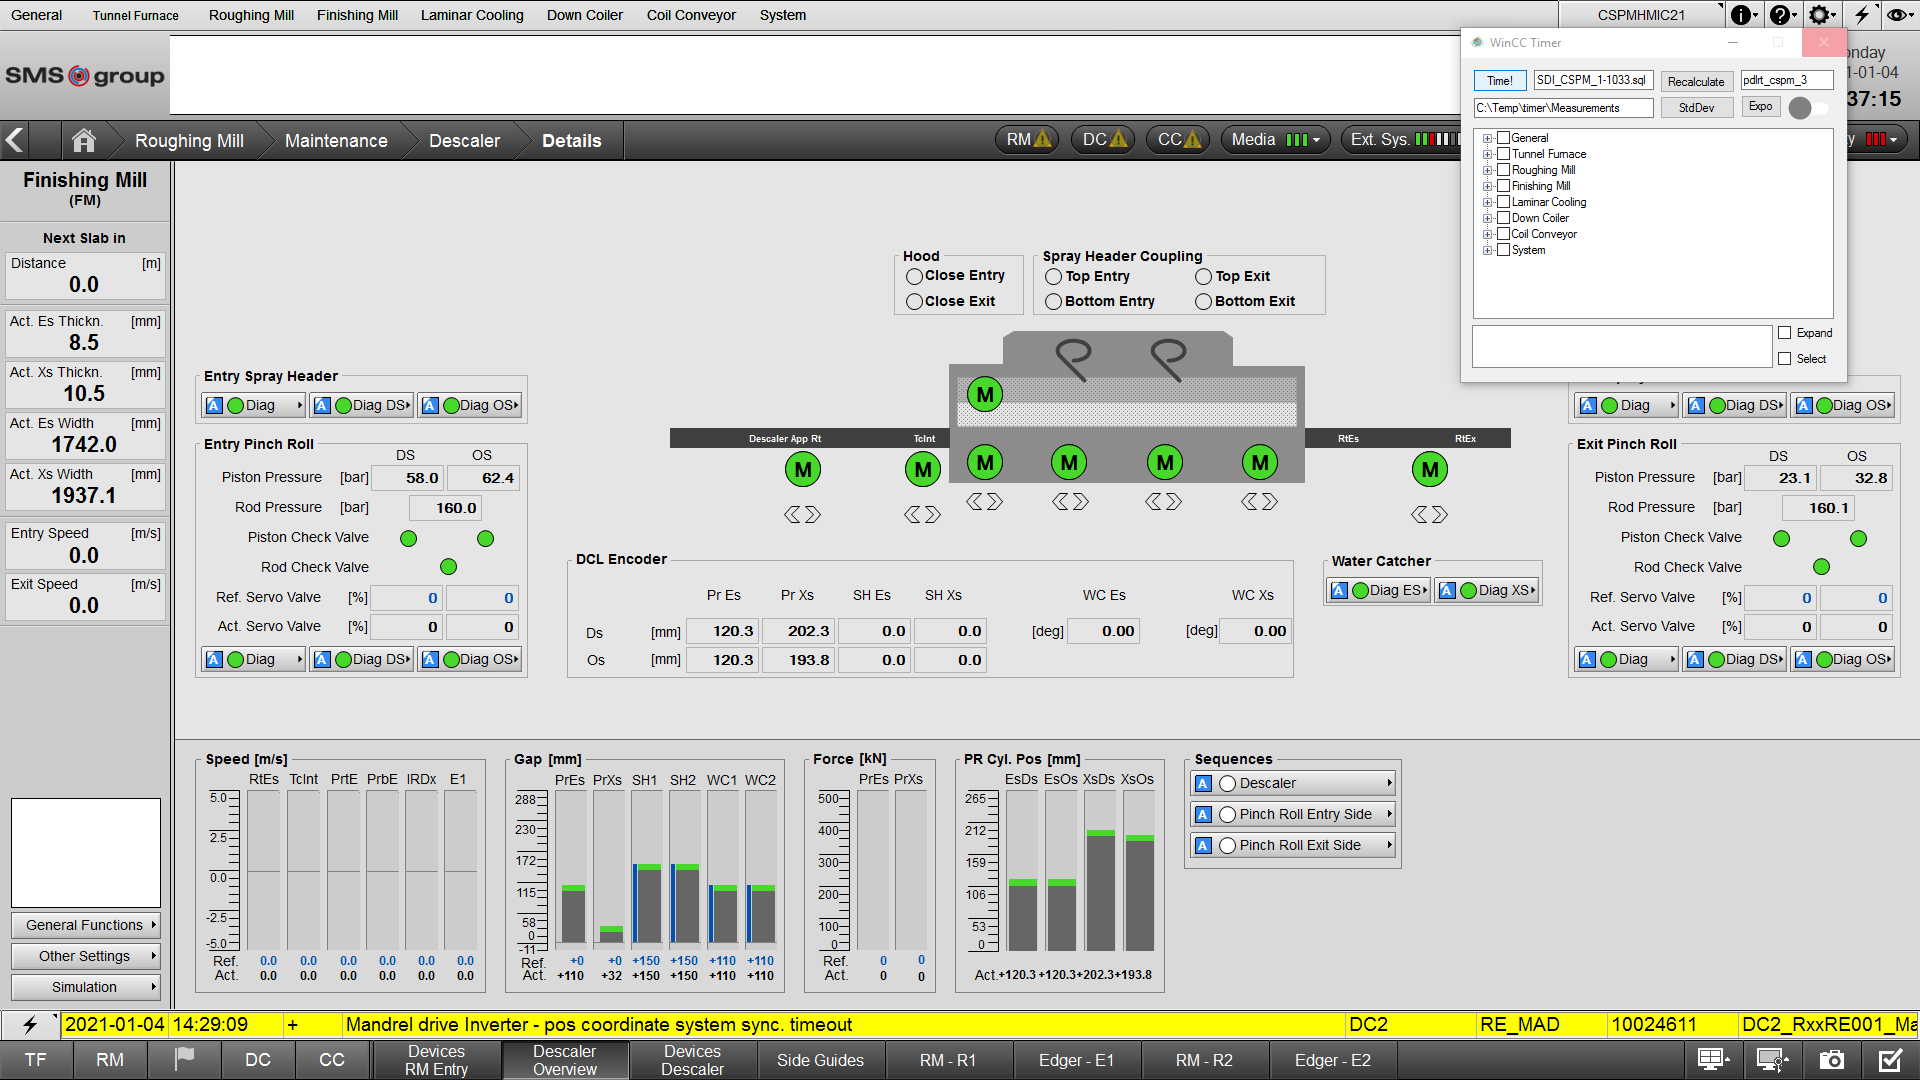 General Tunnel Furnace Roughing Mill Finishing Mill Laminar Cooling Down Coiler Coil Conveyor System CSPMHMIC21
SMS group
37:15
WinCC Timer
Time! SDI_CSPM_1-1033.sql Recalculate pdlrt_cspm_3
C:\Temp\timer\Measurements StdDev Expo
General
Tunnel Furnace
Roughing Mill
Finishing Mill
Laminar Cooling
Down Coiler
Coil Conveyor
System
Expand
Select
Roughing Mill Maintenance Descaler Details RM DC CC Media Ext. Sys.
Finishing Mill
(FM)
Next Slab in
Distance [m]
0.0
Act. Es Thickn. [mm]
8.5
Act. Xs Thickn. [mm]
10.5
Act. Es Width [mm]
1742.0
Act. Xs Width [mm]
1937.1
Entry Speed [m/s]
0.0
Exit Speed [m/s]
0.0
General Functions
Other Settings
Simulation
Hood
Close Entry
Close Exit
Spray Header Coupling
Top Entry Top Exit
Bottom Entry Bottom Exit
Entry Spray Header
A Diag A Diag DS A Diag OS
Entry Pinch Roll
DS OS
Piston Pressure [bar] 58.0 62.4
Rod Pressure [bar] 160.0
Piston Check Valve
Rod Check Valve
Ref. Servo Valve [%] 0 0
Act. Servo Valve [%] 0 0
A Diag A Diag DS A Diag OS
M
Descaler App Rt TcInt RtEs RtEx
M M M M M M M
DCL Encoder
Pr Es Pr Xs SH Es SH Xs WC Es WC Xs
Ds [mm] 120.3 202.3 0.0 0.0 [deg] 0.00 [deg] 0.00
Os [mm] 120.3 193.8 0.0 0.0
Water Catcher
A Diag ES A Diag XS
A Diag A Diag DS A Diag OS
Exit Pinch Roll
DS OS
Piston Pressure [bar] 23.1 32.8
Rod Pressure [bar] 160.1
Piston Check Valve
Rod Check Valve
Ref. Servo Valve [%] 0 0
Act. Servo Valve [%] 0 0
A Diag A Diag DS A Diag OS
Speed [m/s]
RtEs TcInt PrtE PrbE IRDx E1
5.0
2.5
0.0
-2.5
-5.0
Ref. 0.0 0.0 0.0 0.0 0.0 0.0
Act. 0.0 0.0 0.0 0.0 0.0 0.0
Gap [mm]
PrEs PrXs SH1 SH2 WC1 WC2
288
230
172
115
58
0
-11
Ref. +0 +0 +150 +150 +110 +110
Act. +110 +32 +150 +150 +110 +110
Force [kN]
PrEs PrXs
500
400
300
200
100
0
Ref. 0 0
Act. 0 0
PR Cyl. Pos [mm]
EsDs EsOs XsDs XsOs
265
212
159
106
53
0
Act. +120.3 +120.3 +202.3 +193.8
Sequences
A Descaler
A Pinch Roll Entry Side
A Pinch Roll Exit Side
2021-01-04 14:29:09 + Mandrel drive Inverter - pos coordinate system sync. timeout DC2 RE_MAD 10024611 DC2_RxxRE001_Ma
TF RM DC CC Devices RM Entry Descaler Overview Devices Descaler Side Guides RM - R1 Edger - E1 RM - R2 Edger - E2